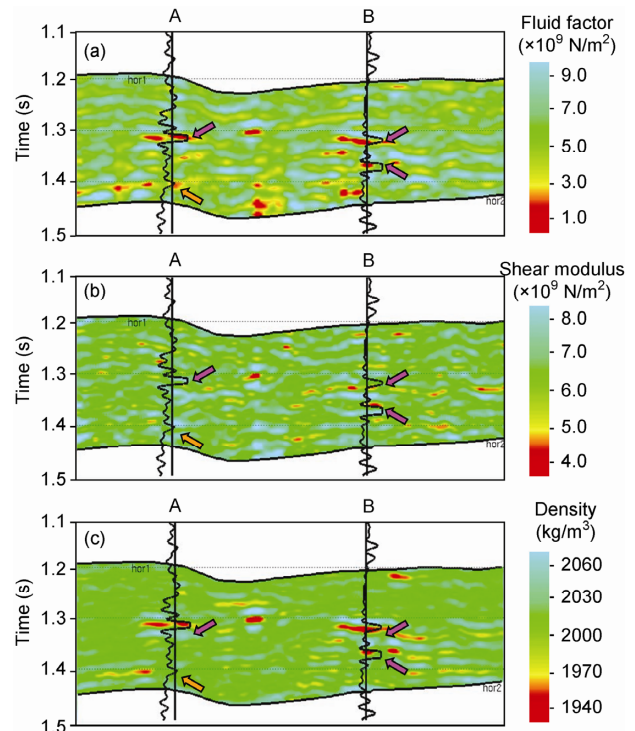 A
B
Fluid factor
(×10⁹ N/m²)
1.1
(a)
hor1
1.2
1.3
1.4
1.5
Time (s)
hor2
9.0
7.0
5.0
3.0
1.0
A
B
Shear modulus
(×10⁹ N/m²)
1.1
(b)
hor1
1.2
1.3
1.4
1.5
Time (s)
hor2
8.0
7.0
6.0
5.0
4.0
A
B
Density
(kg/m³)
1.1
(c)
hor1
1.2
1.3
1.4
1.5
Time (s)
hor2
2060
2030
2000
1970
1940